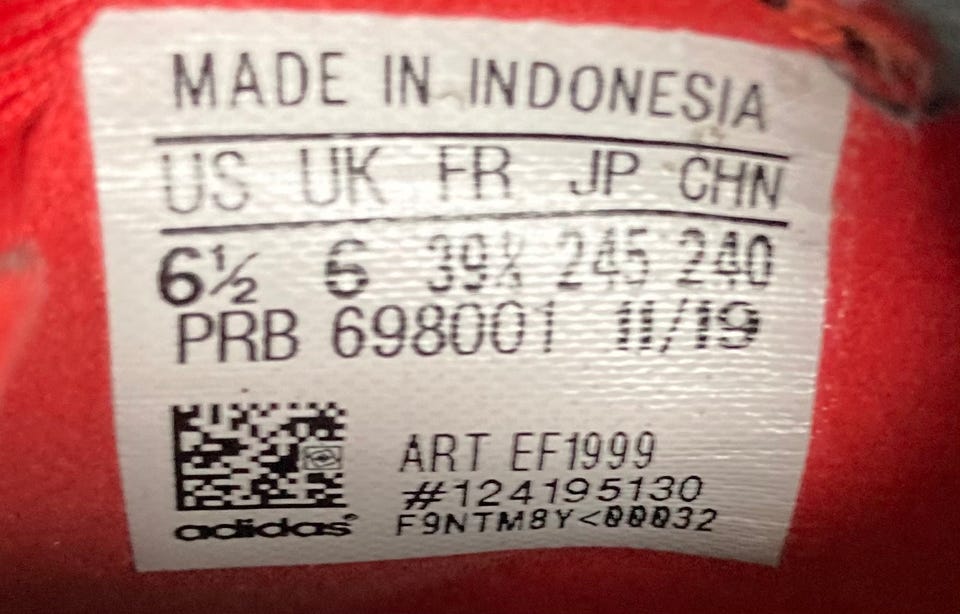 MADE IN INDONESIA
US UK FR JP CHN
6½ 6 39⅓ 245 240
PRB 698001 11/19
ART EF1999
#124195130
adidas
F9NTM8Y<00032